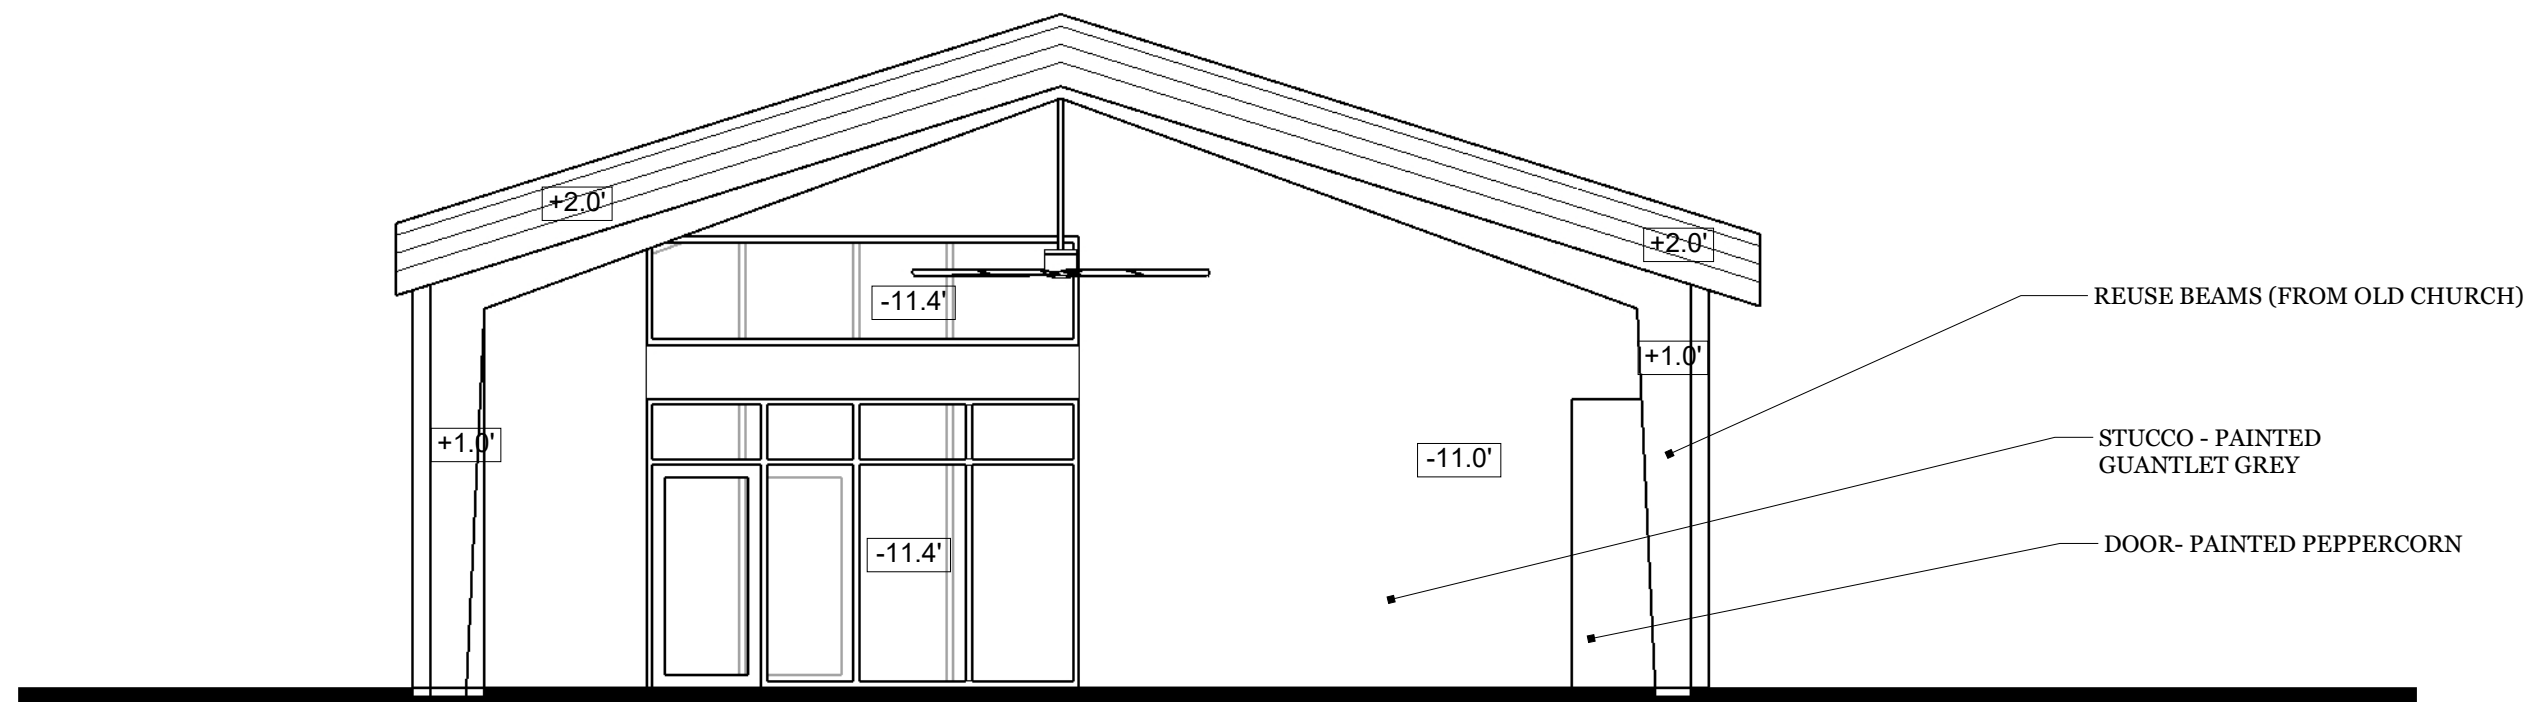 +2.0'
+2.0'
-11.4'
REUSE BEAMS (FROM OLD CHURCH)
+1.0'
+1.0'
-11.0'
STUCCO - PAINTED
GUANTLET GREY
-11.4'
DOOR- PAINTED PEPPERCORN